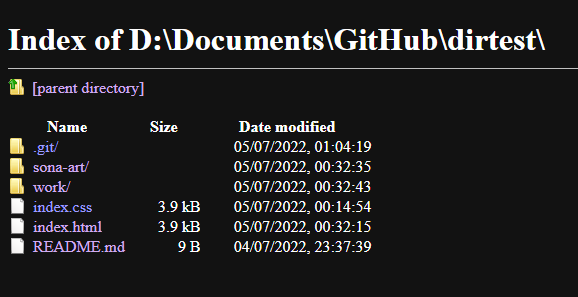 Index of D:\Documents\GitHub\dirtest\
[parent directory]
Name Size Date modified
.git/ 05/07/2022, 01:04:19
sona-art/ 05/07/2022, 00:32:35
work/ 05/07/2022, 00:32:43
index.css 3.9 kB 05/07/2022, 00:14:54
index.html 3.9 kB 05/07/2022, 00:32:15
README.md 9 B 04/07/2022, 23:37:39